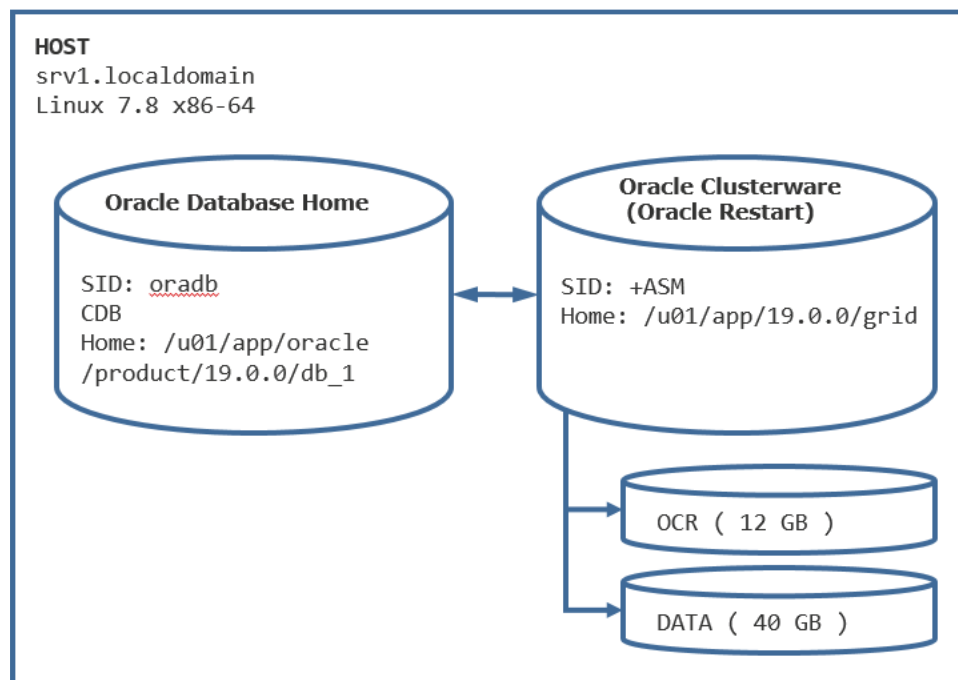 HOST
srv1.localdomain
Linux 7.8 x86-64
Oracle Database Home
SID: oradb
CDB
Home: /u01/app/oracle
/product/19.0.0/db_1
Oracle Clusterware
(Oracle Restart)
SID: +ASM
Home: /u01/app/19.0.0/grid
OCR ( 12 GB )
DATA ( 40 GB )